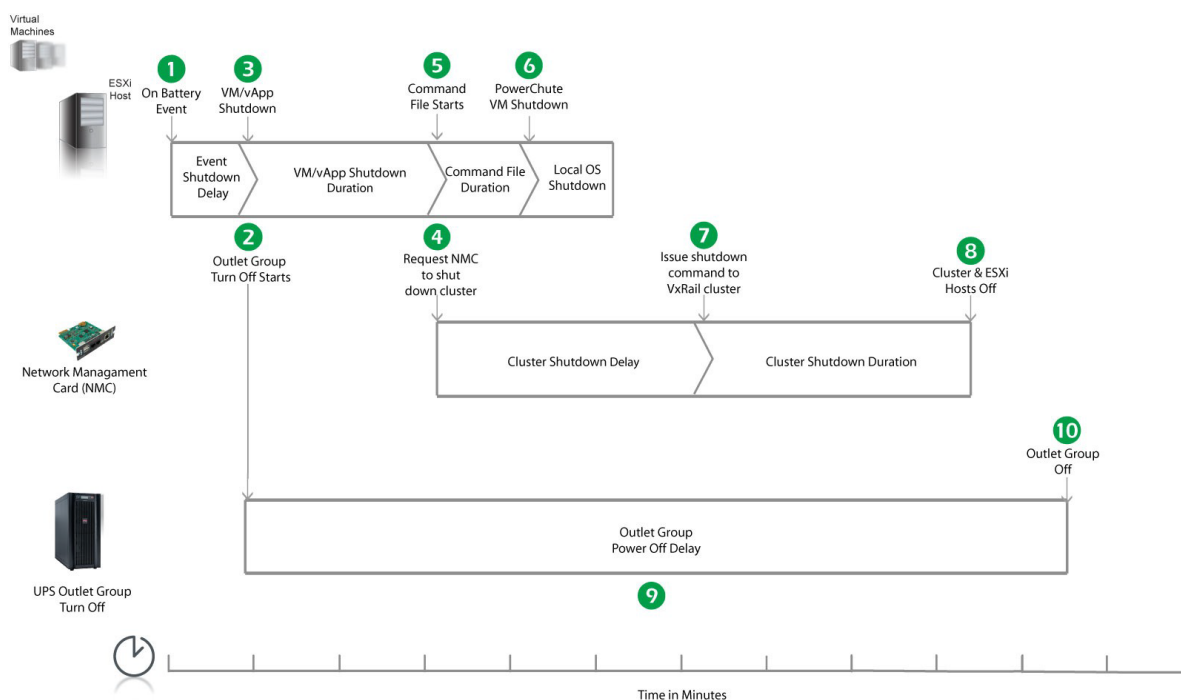 Virtual
Machines
ESXi
Host
1
On Battery
Event
3
VM/vApp
Shutdown
5
Command
File Starts
6
PowerChute
VM Shutdown
Event
Shutdown
Delay
VM/vApp Shutdown
Duration
Command File
Duration
Local OS
Shutdown
2
Outlet Group
Turn Off Starts
4
Request NMC
to shut
down cluster
7
Issue shutdown
command to
VxRail cluster
8
Cluster & ESXi
Hosts Off
Network Managament
Card (NMC)
Cluster Shutdown Delay
Cluster Shutdown Duration
10
Outlet Group
Off
UPS Outlet Group
Turn Off
Outlet Group
Power Off Delay
9
Time in Minutes